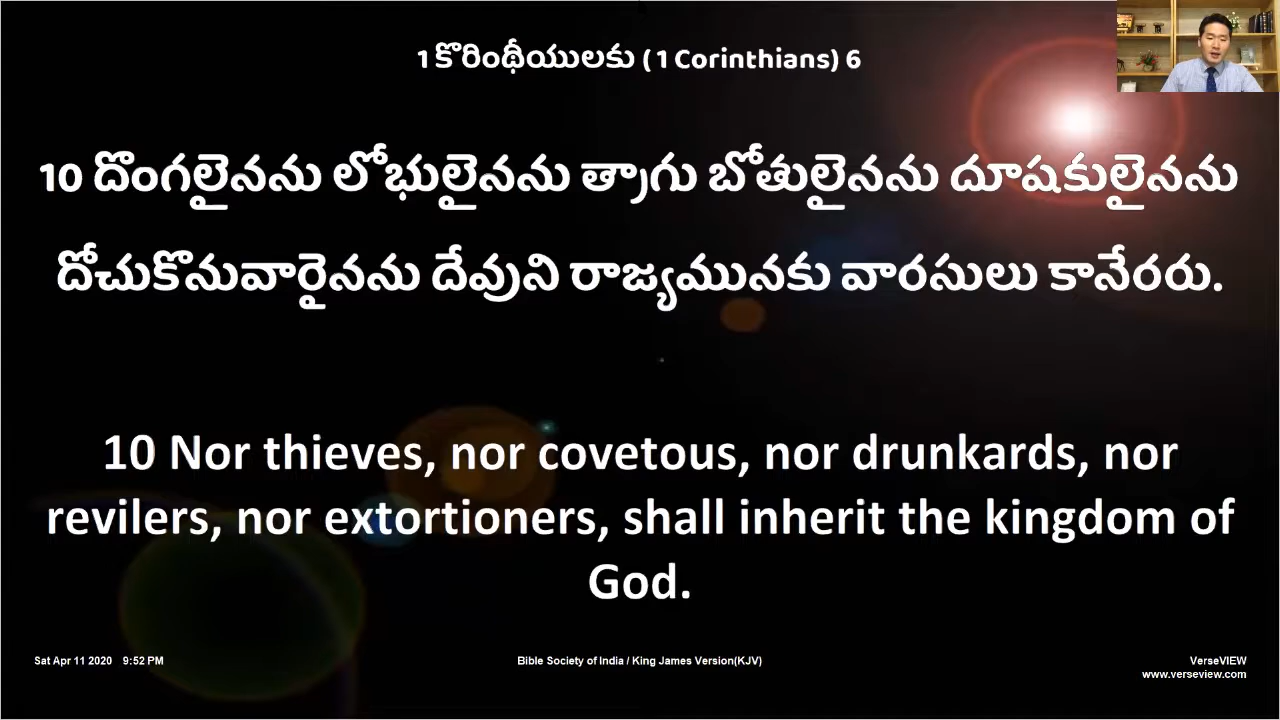 1 కొరింథీయులకు ( 1 Corinthians) 6
10 దొంగలైనను లోభులైనను త్రాగు బోతులైనను దూషకులైనను
దోచుకొనువారైనను దేవుని రాజ్యమునకు వారసులు కానేరరు.
10 Nor thieves, nor covetous, nor drunkards, nor
revilers, nor extortioners, shall inherit the kingdom of
God.
Sat Apr 11 2020 9:52 PM
Bible Society of India / King James Version(KJV)
VerseVIEW
www.verseview.com